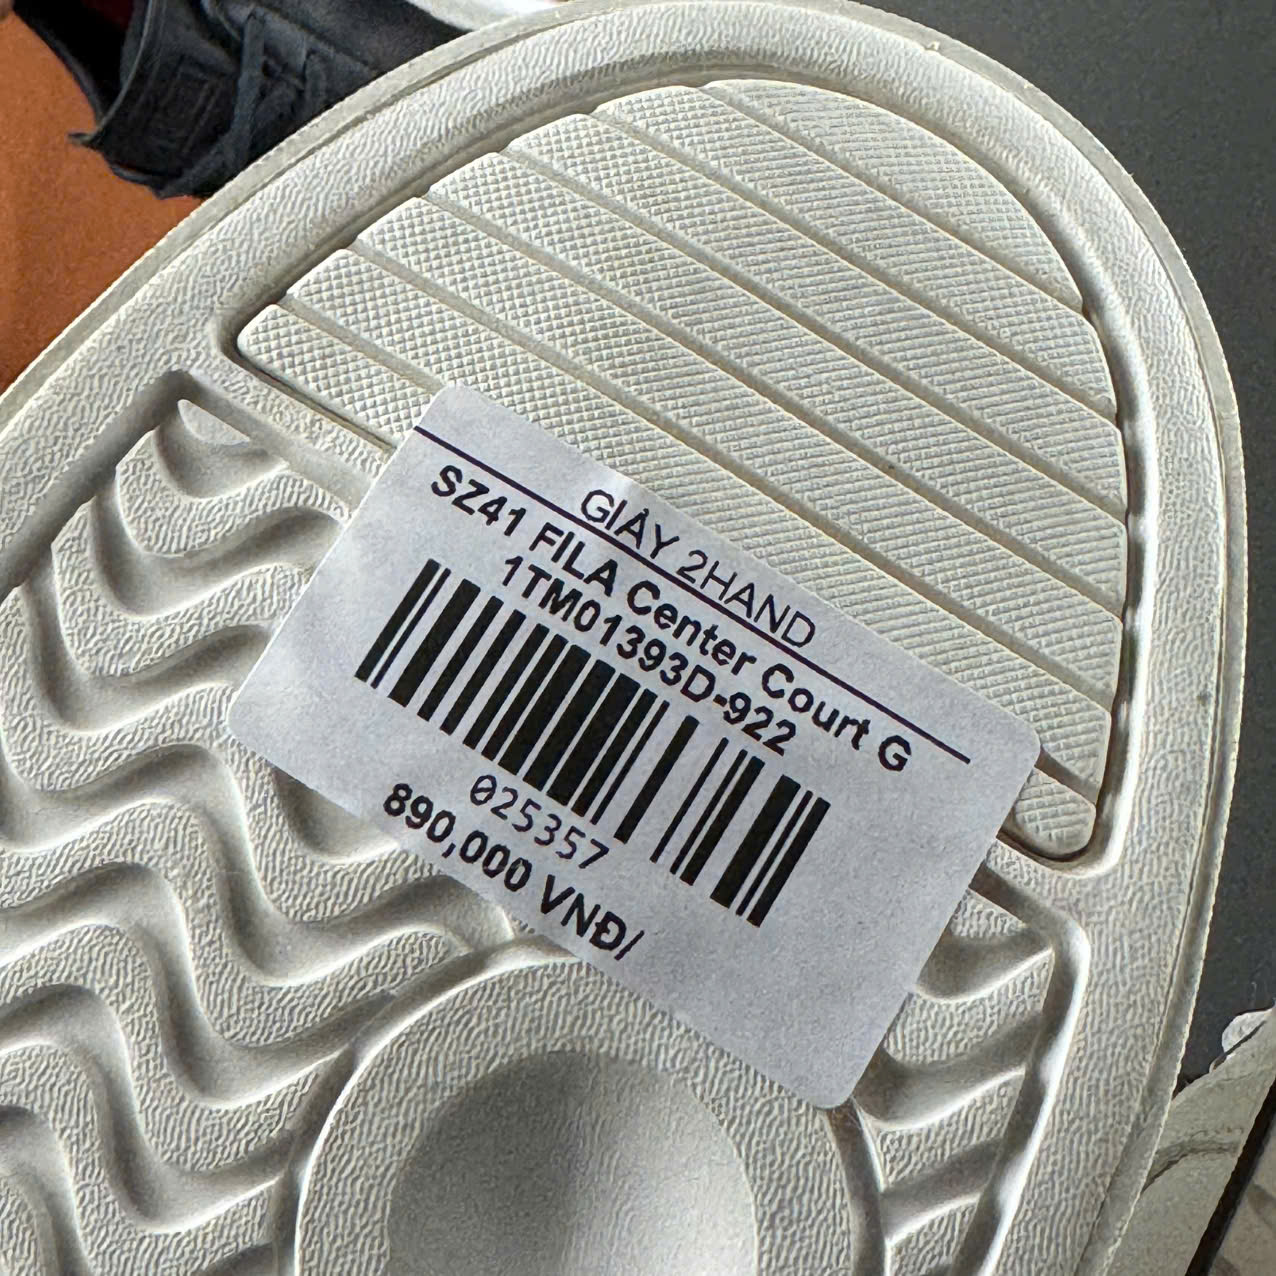 GIÀY 2HAND
SZ41 FILA Center Court G
1TM01393D-922
025357
890,000 VNĐ/